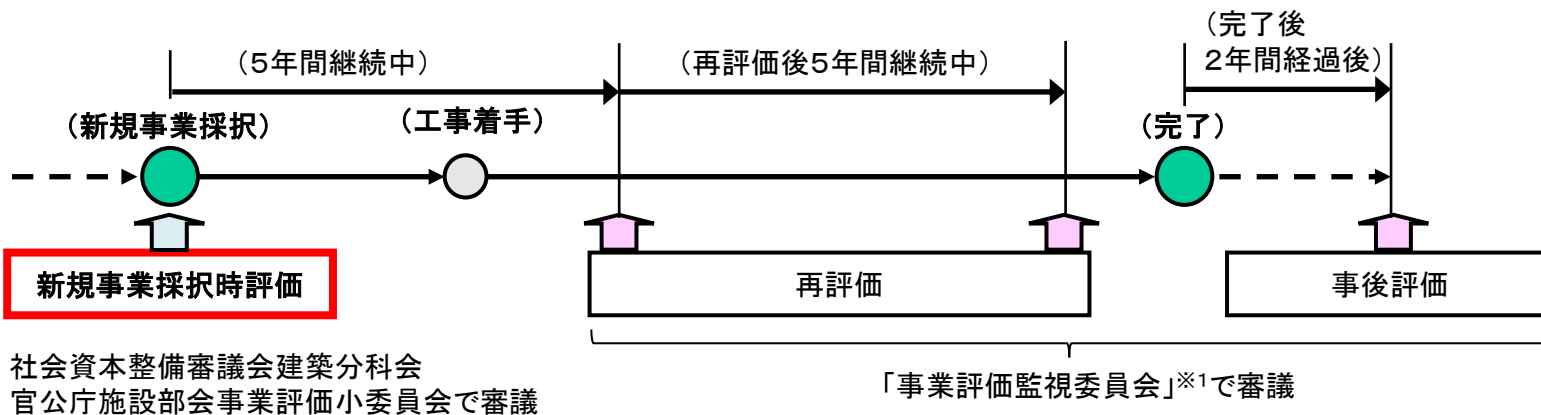 (5年間継続中)
(再評価後5年間継続中)
(完了後
2年間経過後)
(新規事業採択)
(工事着手)
(完了)
新規事業採択時評価
再評価
事後評価
社会資本整備審議会建築分科会
官公庁施設部会事業評価小委員会で審議
「事業評価監視委員会」※1で審議